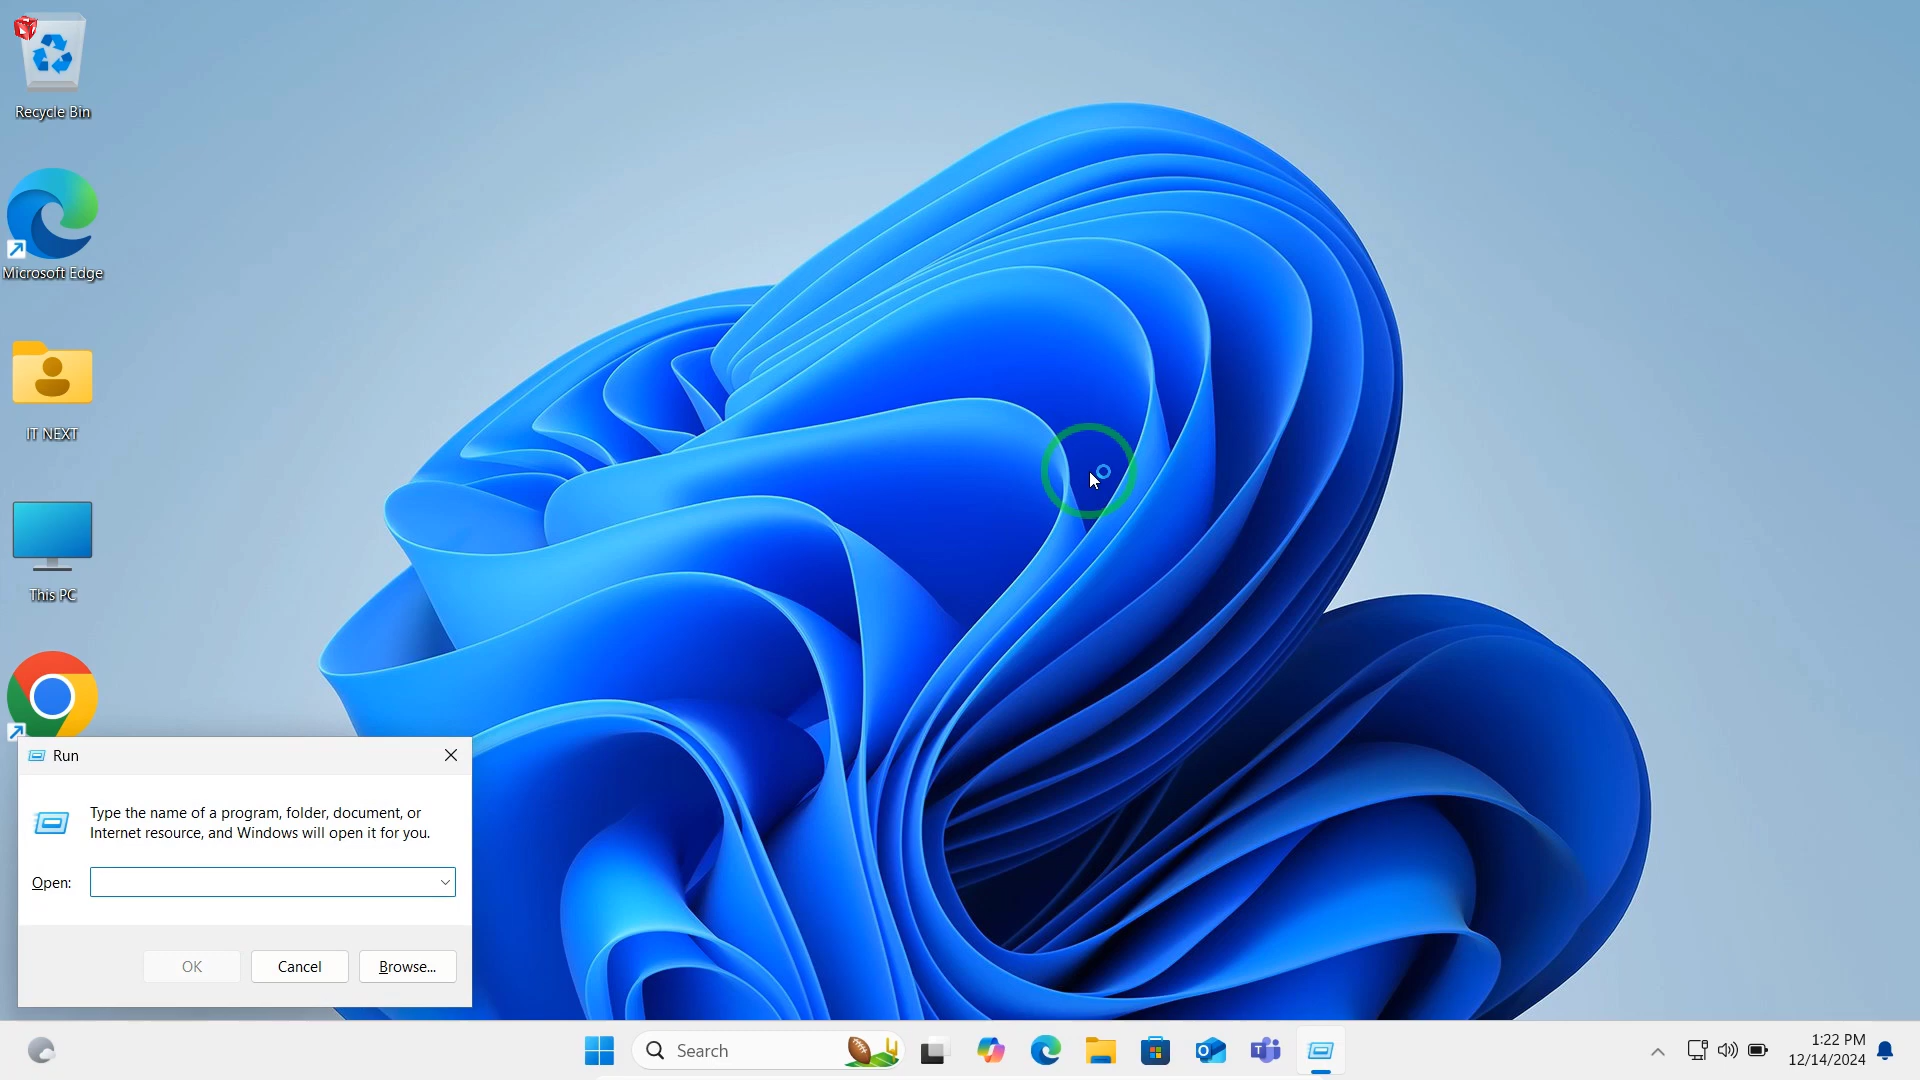 Recycle Bin
Microsoft Edge
IT NEXT
This PC
Run
Type the name of a program, folder, document, or
Internet resource, and Windows will open it for you.
Open:
OK
Cancel
Browse...
Search
1:22 PM
12/14/2024